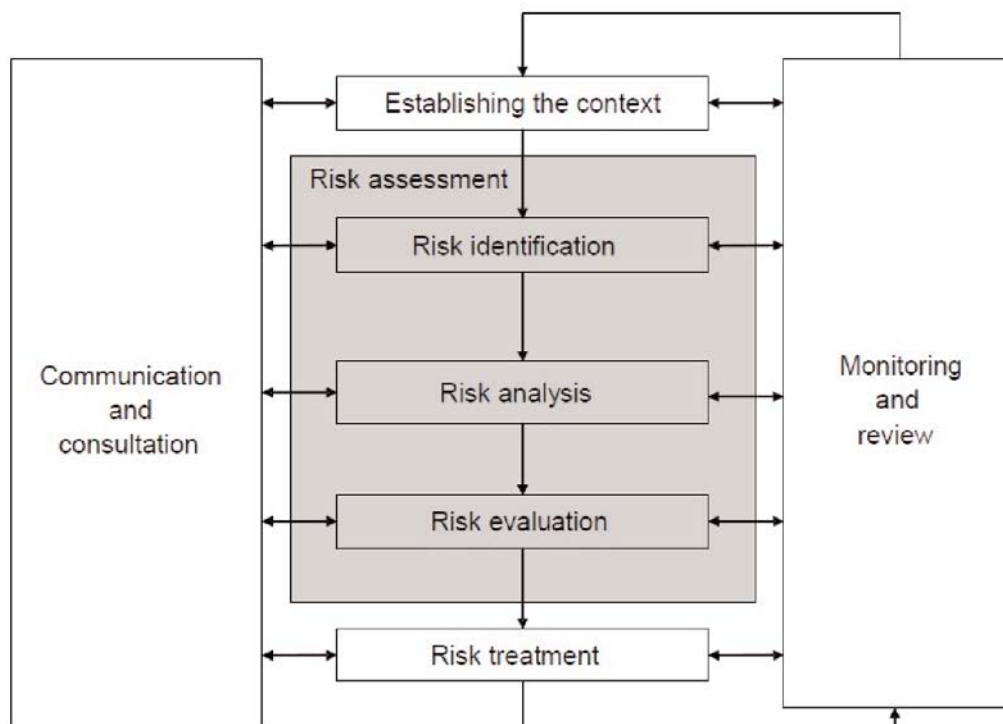 Establishing the context
Risk assessment
Risk identification
Communication
and
consultation
Risk analysis
Monitoring
and
review
Risk evaluation
Risk treatment